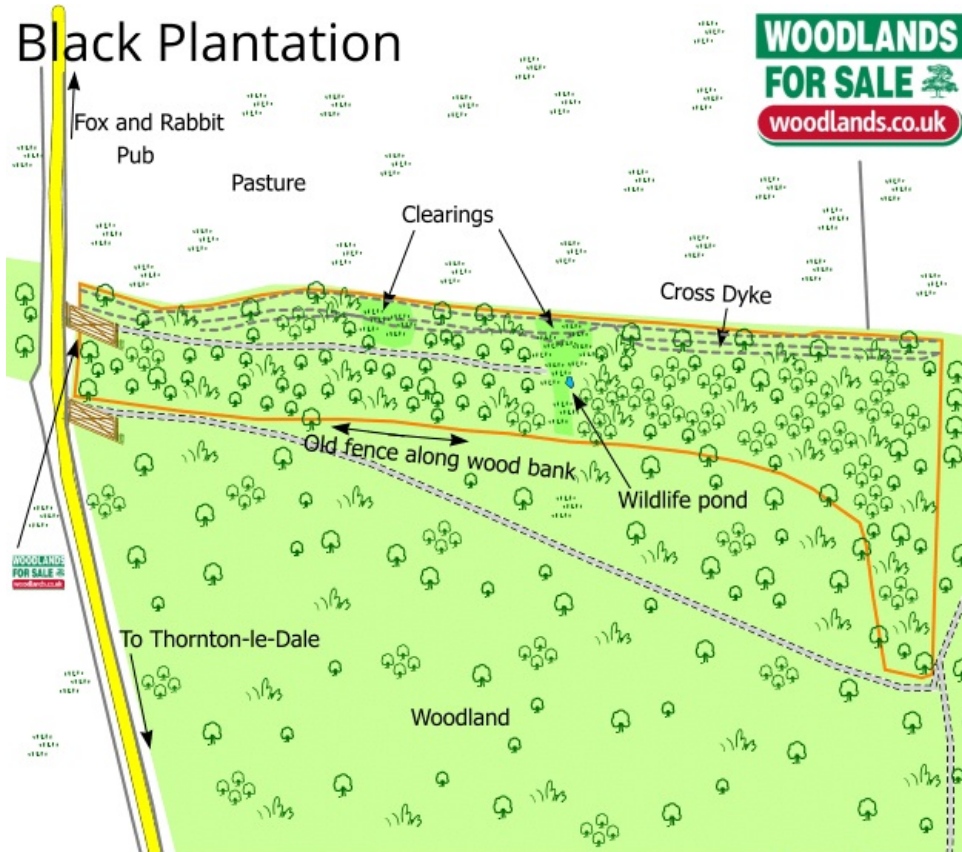 Black Plantation
WOODLANDS
FOR SALE
woodlands.co.uk
Fox and Rabbit
Pub
Pasture
Clearings
Cross Dyke
Old fence along wood bank
Wildlife pond
WOODLANDS
FOR SALE
woodlands.co.uk
To Thornton-le-Dale
Woodland